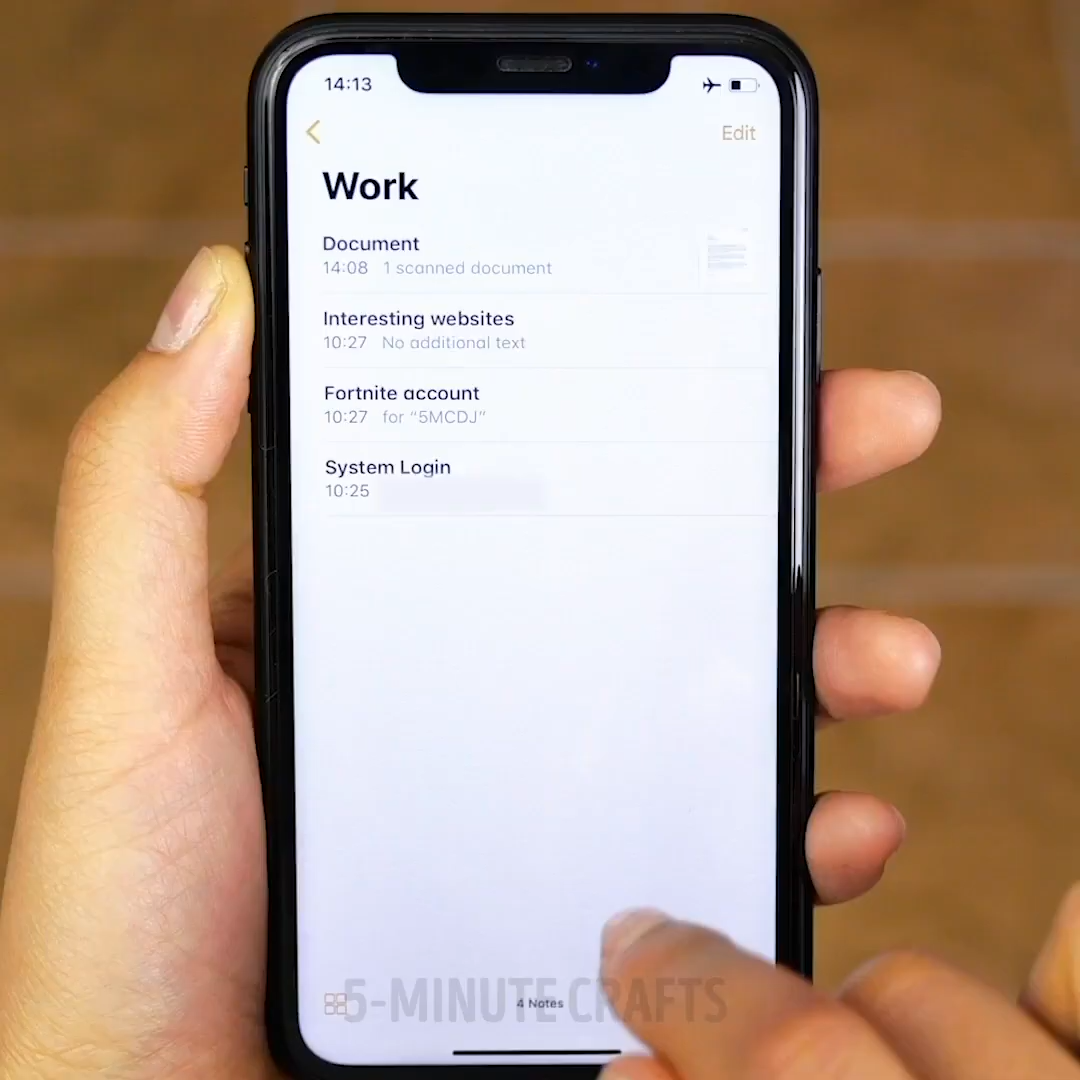 14:13
Edit
Work
Document
14:08 1 scanned document
Interesting websites
10:27 No additional text
Fortnite account
10:27 for “5MCDJ”
System Login
10:25
4 Notes
5-MINUTE CRAFTS